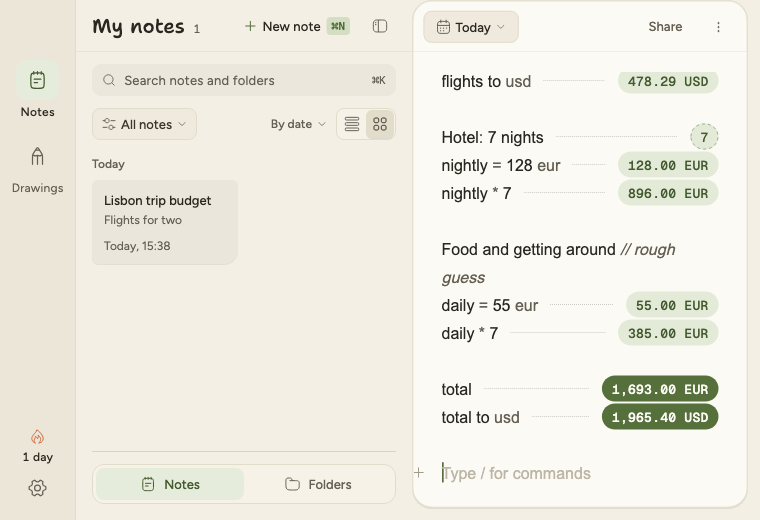 My notes 1
New note ⌘N
Today
Share
Search notes and folders ⌘K
Notes
All notes
By date
Drawings
Today
Lisbon trip budget
Flights for two
Today, 15:38
flights to usd 478.29 USD
Hotel: 7 nights 7
nightly = 128 eur 128.00 EUR
nightly * 7 896.00 EUR
Food and getting around // rough
guess
daily = 55 eur 55.00 EUR
daily * 7 385.00 EUR
total 1,693.00 EUR
total to usd 1,965.40 USD
Type / for commands
1 day
Notes
Folders